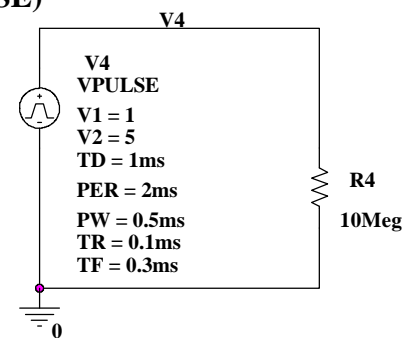 SE)
V4
V4
VPULSE
V1 = 1
V2 = 5
TD = 1ms
PER = 2ms
PW = 0.5ms
TR = 0.1ms
TF = 0.3ms
R4
10Meg
0